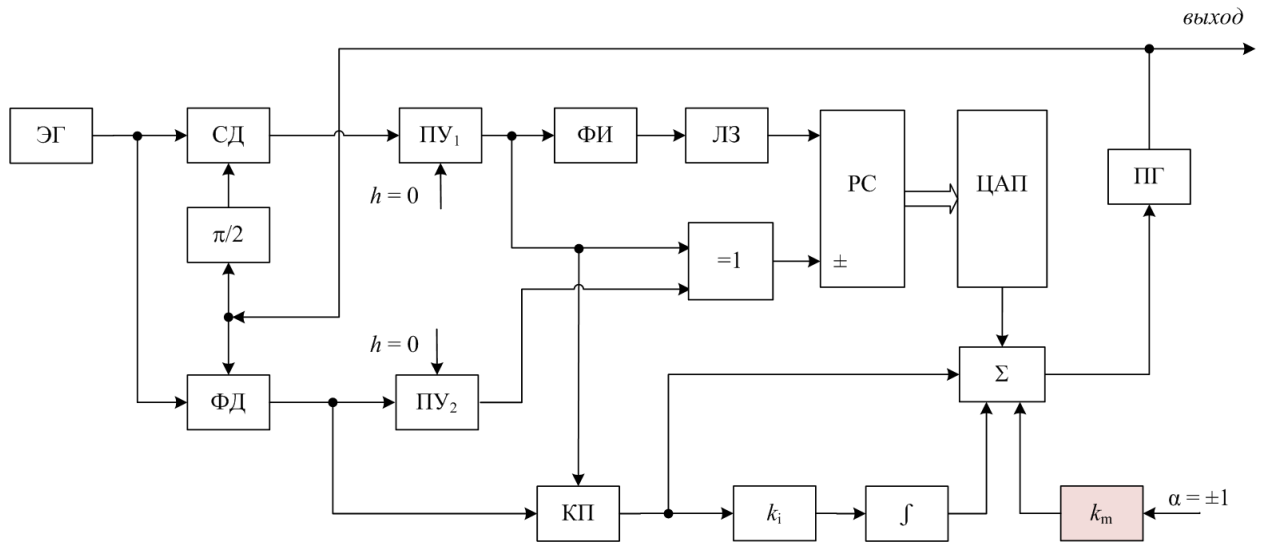 выход
ЭГ
СД
ПУ₁
ФИ
ЛЗ
РС
ЦАП
ПГ
h = 0
π/2
=1
±
h = 0
Σ
ФД
ПУ₂
КП
kᵢ
∫
kₘ
α = ±1